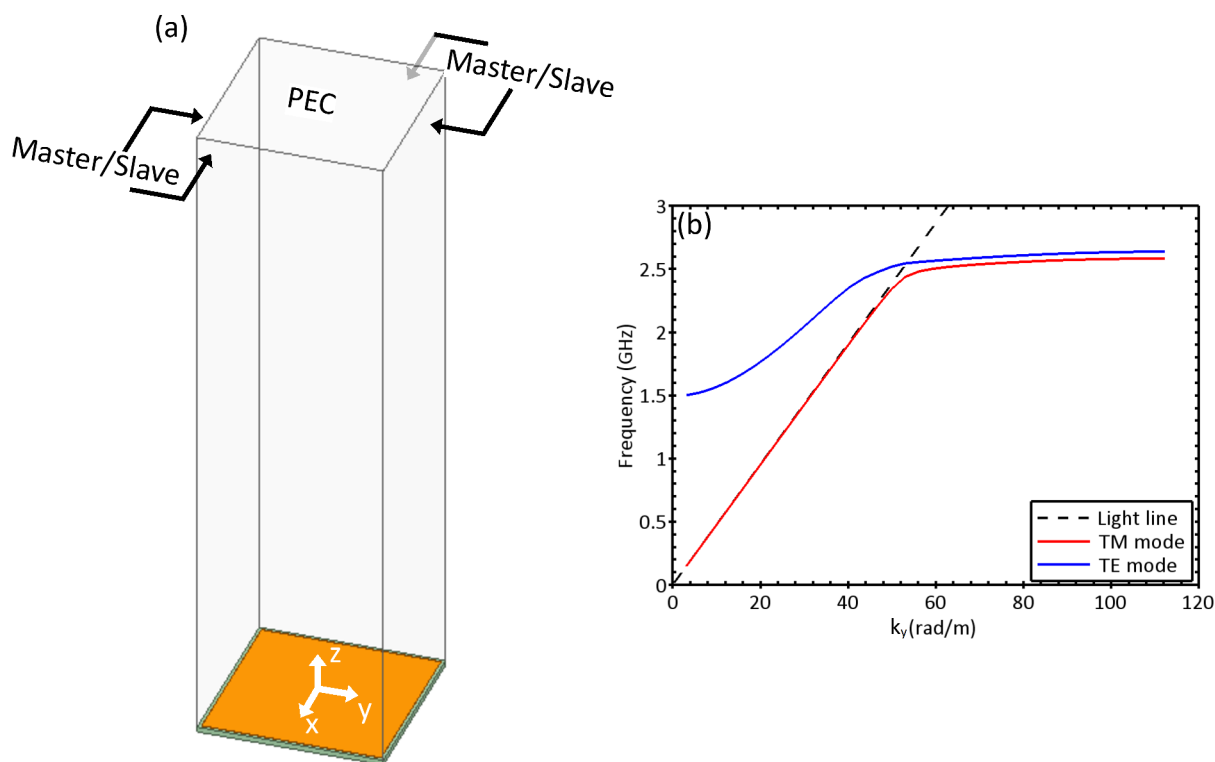 (a)
Master/Slave
PEC
Master/Slave
z
y
x
(b)
3
2.5
2
1.5
1
0.5
0
Frequency (GHz)
0 20 40 60 80 100 120
k_y(rad/m)
Light line
TM mode
TE mode